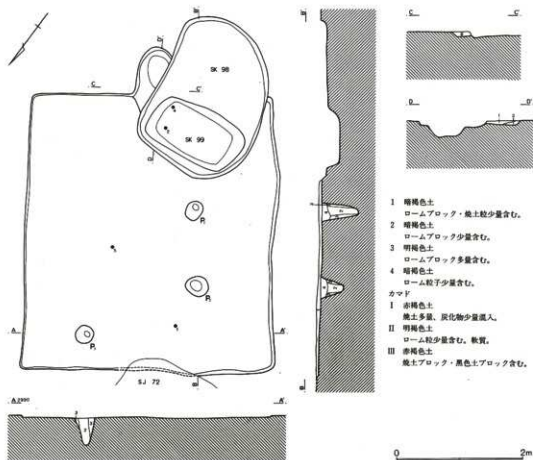 B
C C'
D
SK 98
C C'
SK 99
D D'
1 暗褐色土
ロームブロック・焼土粒少量含む。
2 暗褐色土
ロームブロック少量含む。
3 明褐色土
ロームブロック多量含む。
4 暗褐色土
ローム粒子少量含む。
カマド
I 赤褐色土
焼土多量、炭化物少量混入。
II 明褐色土
ローム粒少量含む。軟質。
III 赤褐色土
焼土ブロック・黒色土ブロック含む。
A A'
SJ 72
A A'
0 2m